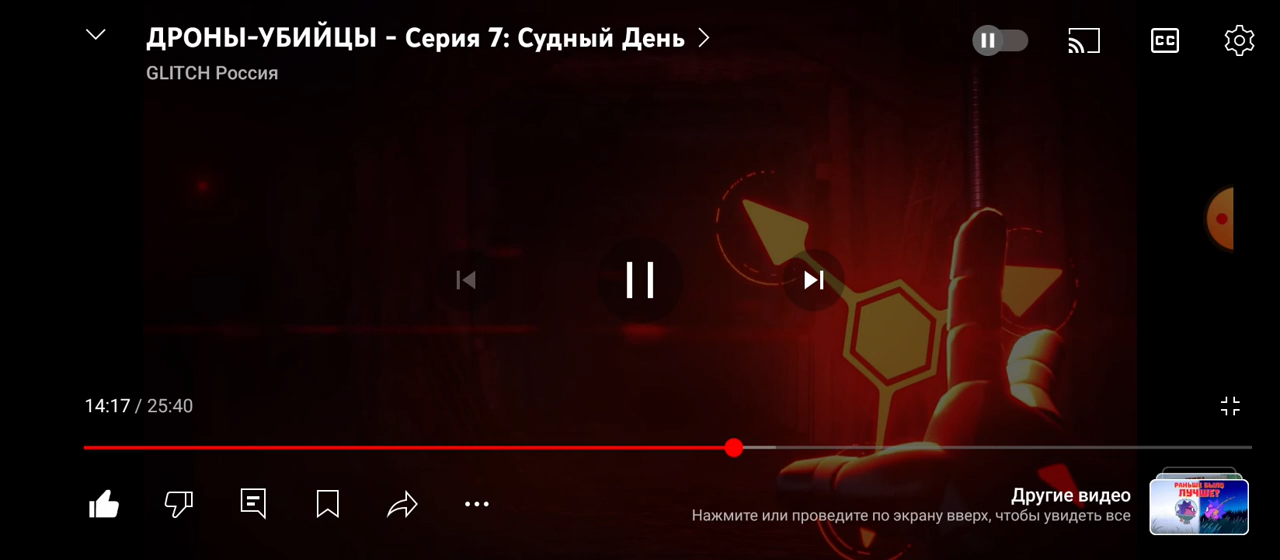 ДРОНЫ-УБИЙЦЫ - Серия 7: Судный День
GLITCH Россия
CC
14:17 / 25:40
Другие видео
Нажмите или проведите по экрану вверх, чтобы увидеть все
РАНЬШЕ БЫЛО
ЛУЧШЕ?